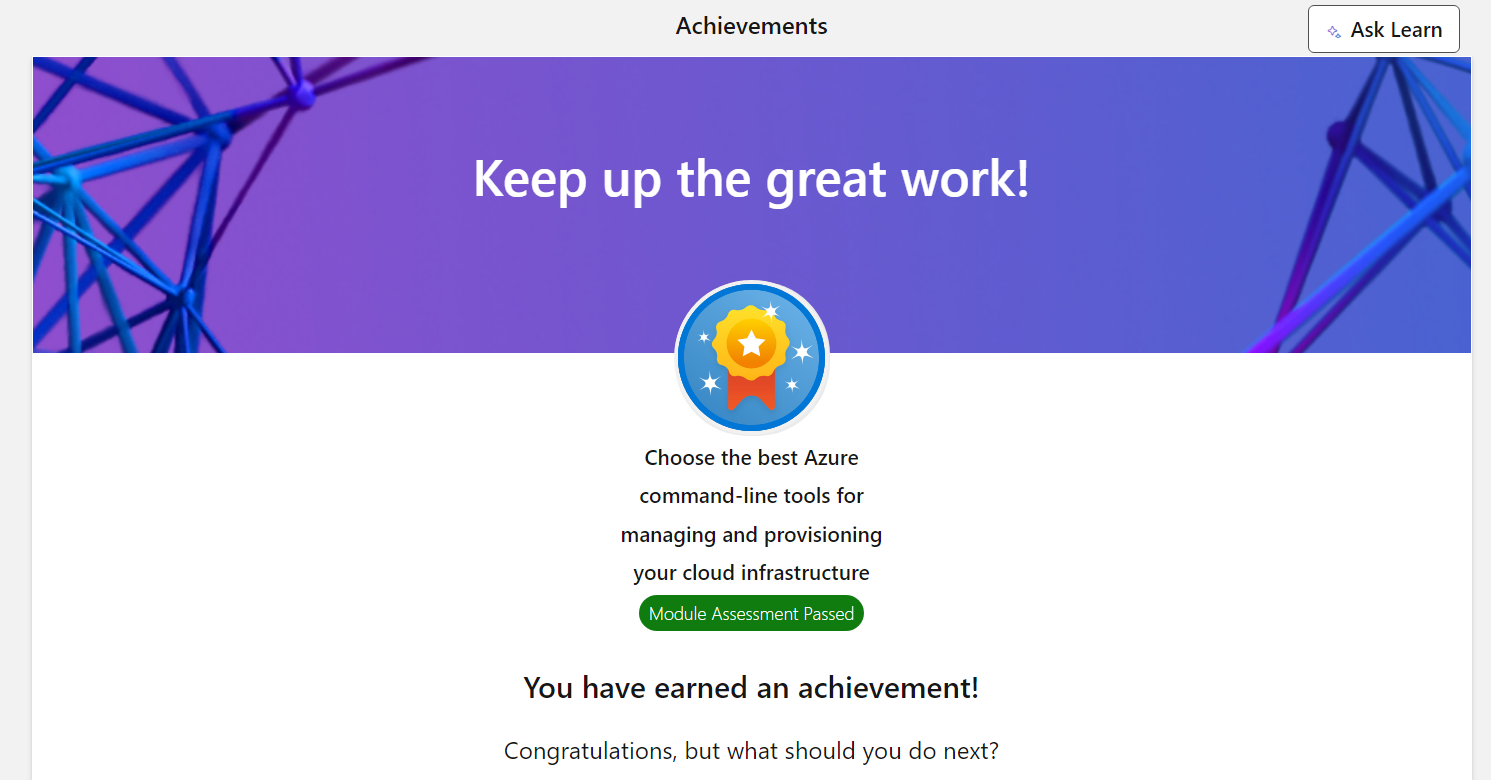 Achievements
Ask Learn
Keep up the great work!
Choose the best Azure
command-line tools for
managing and provisioning
your cloud infrastructure
Module Assessment Passed
You have earned an achievement!
Congratulations, but what should you do next?